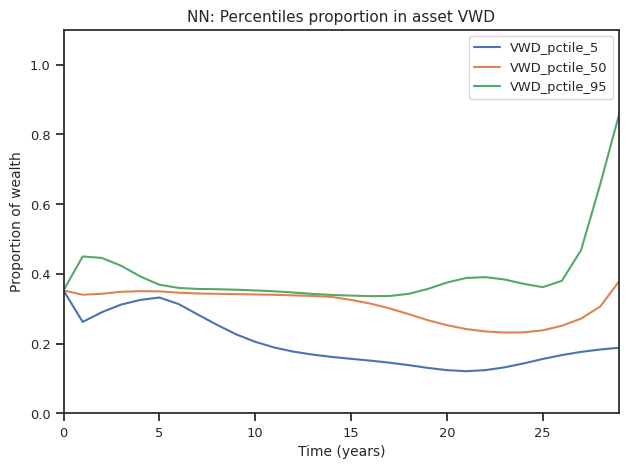 NN: Percentiles proportion in asset VWD
VWD_pctile_5
VWD_pctile_50
VWD_pctile_95
Proportion of wealth
1.0
0.8
0.6
0.4
0.2
0.0
0 5 10 15 20 25
Time (years)